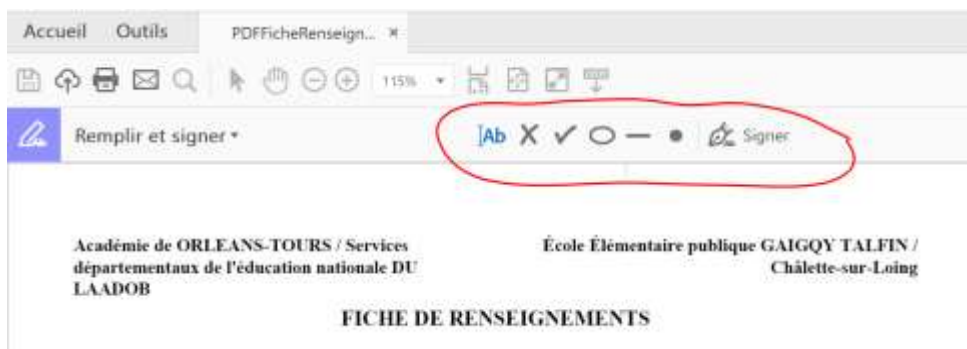 Accueil Outils PDFFicheRenseign... ×
115%
Remplir et signer Ab Signer
Académie de ORLEANS-TOURS / Services
départementaux de l'éducation nationale DU
LAADOB
École Élémentaire publique GAIGQY TALFIN /
Châlette-sur-Loing
FICHE DE RENSEIGNEMENTS